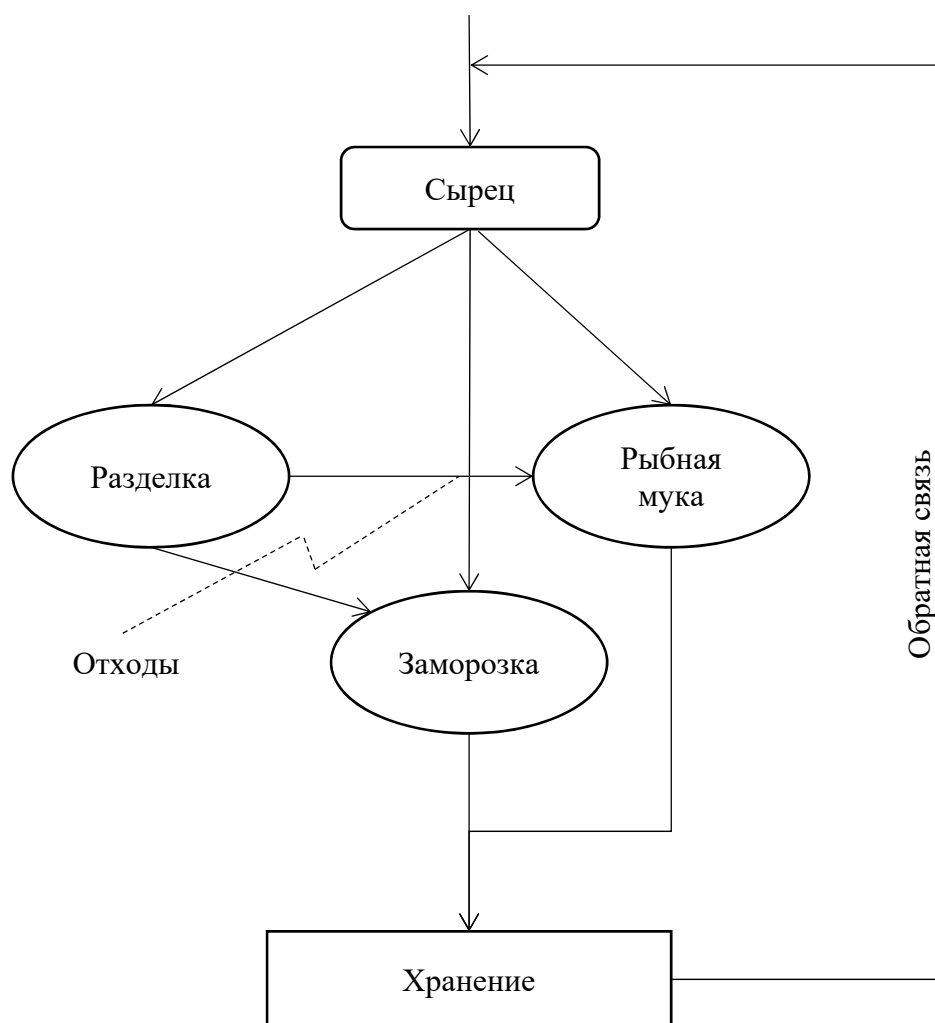 Сырец
Разделка
Рыбная
мука
Обратная связь
Отходы
Заморозка
Хранение